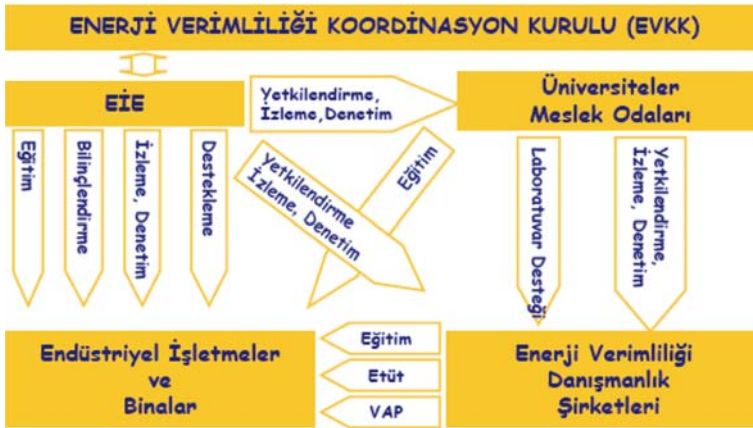 ENERJİ VERİMLİLİĞİ KOORDİNASYON KURULU (EVKK)
EİE
Yetkilendirme,
İzleme,Denetim
Üniversiteler
Meslek Odaları
Eğitim
Bilinçlendirme
İzleme, Denetim
Destekleme
Yetkilendirme
İzleme, Denetim
Eğitim
Laboratuvar Desteği
Yetkilendirme,
İzleme, Denetim
Endüstriyel İşletmeler
ve
Binalar
Eğitim
Etüt
VAP
Enerji Verimliliği
Danışmanlık
Şirketleri